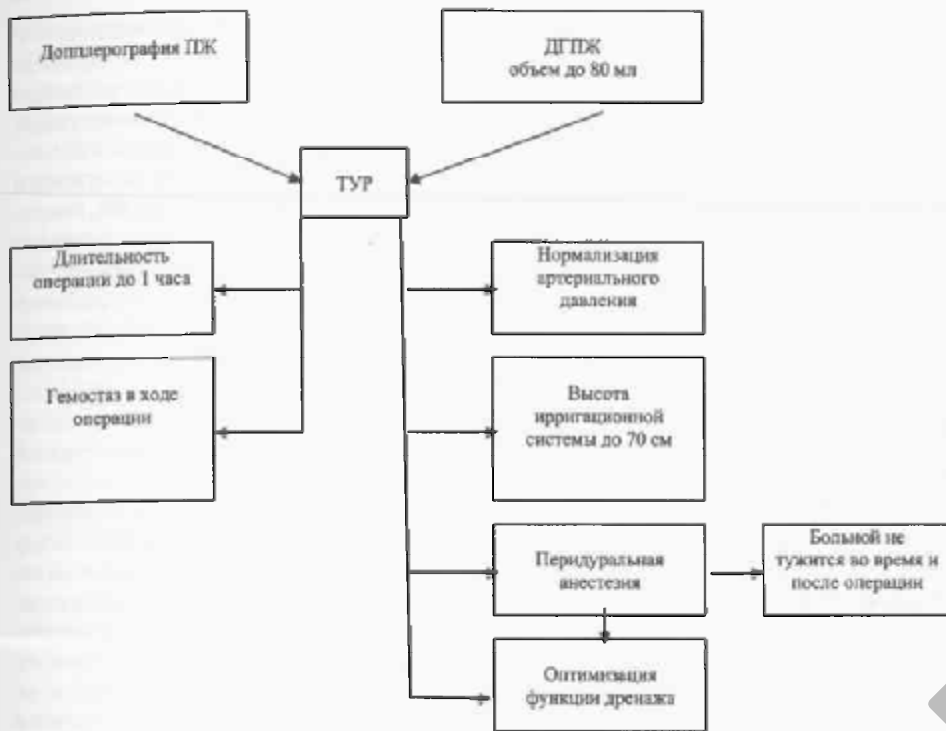 Допплерография ПЖ
ДГПЖ
объем до 80 мл
ТУР
Длительность
операции до 1 часа
Нормализация
артериального
давления
Гемостаз в ходе
операции
Высота
ирригационной
системы до 70 см
Перидуральная
анестезия
Больной не
тужится во время и
после операции
Оптимизация
функции дренажа